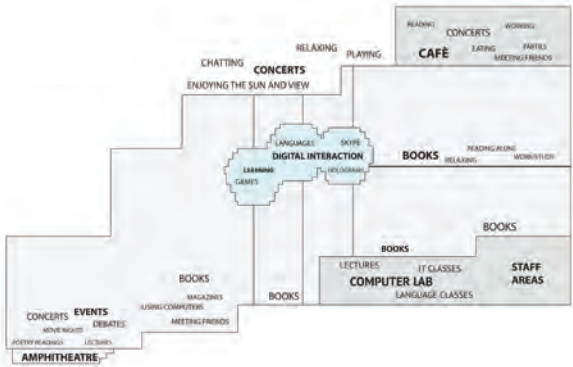 READING
WORKING
CONCERTS
EATING
PARTIES
CAFÈ
MEETING FRIENDS
RELAXING
PLAYING
CHATTING
CONCERTS
ENJOYING THE SUN AND VIEW
LANGUAGES
SKYPE
DIGITAL INTERACTION
LEARNING
HOLOGRAMS
GAMES
BOOKS
READING ALONE
RELAXING
WORK/STUDY
BOOKS
BOOKS
LECTURES
IT CLASSES
STAFF
AREAS
COMPUTER LAB
LANGUAGE CLASSES
BOOKS
MAGAZINES
BOOKS
USING COMPUTERS
MEETING FRIENDS
CONCERTS
EVENTS
DEBATES
MOVIE NIGHTS
POETRY READINGS
LECTURES
AMPHITHEATRE